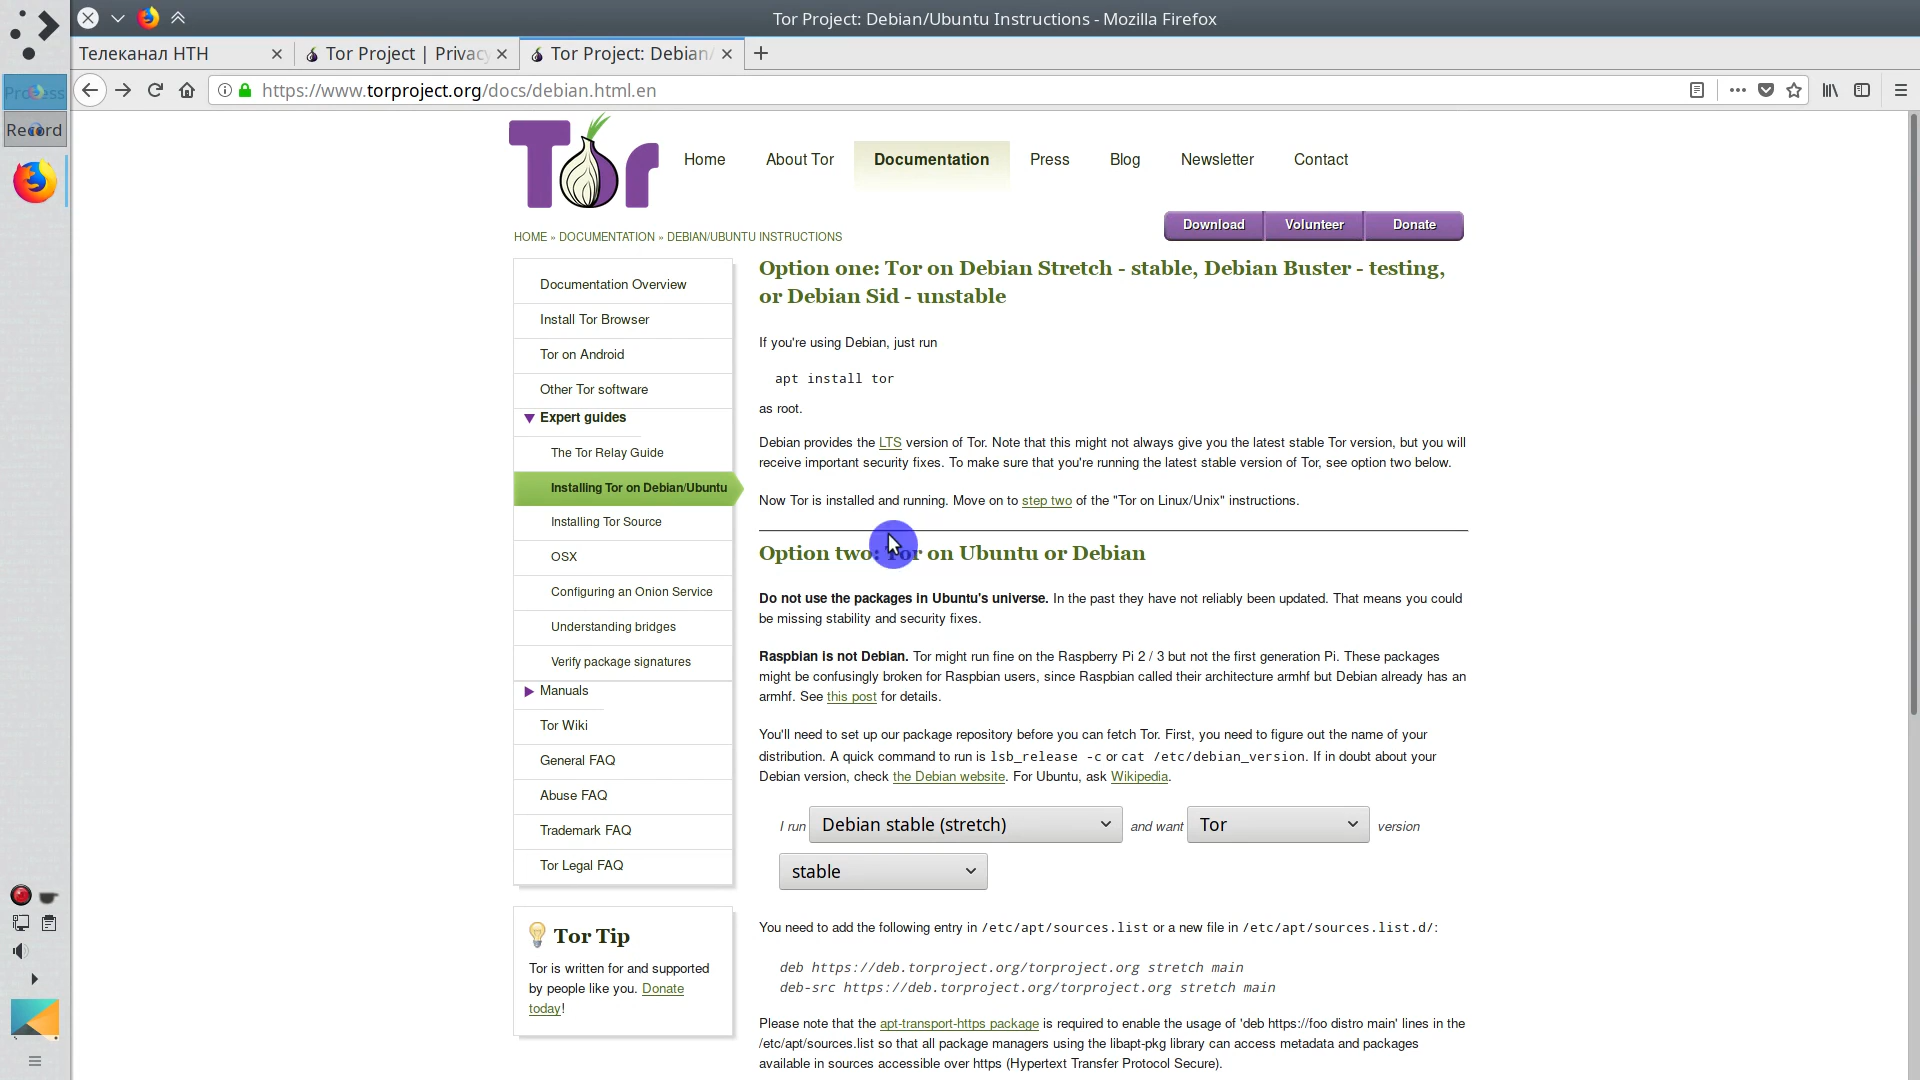 Tor Project: Debian/Ubuntu Instructions - Mozilla Firefox
Телеканал НТН
Tor Project | Privacy
Tor Project: Debian/
https://www.torproject.org/docs/debian.html.en
Record
Tor
Home
About Tor
Documentation
Press
Blog
Newsletter
Contact
Download
Volunteer
Donate
HOME » DOCUMENTATION » DEBIAN/UBUNTU INSTRUCTIONS
Documentation Overview
Install Tor Browser
Tor on Android
Other Tor software
Expert guides
The Tor Relay Guide
Installing Tor on Debian/Ubuntu
Installing Tor Source
OSX
Configuring an Onion Service
Understanding bridges
Verify package signatures
Manuals
Tor Wiki
General FAQ
Abuse FAQ
Trademark FAQ
Tor Legal FAQ
Tor Tip
Tor is written for and supported
by people like you. Donate
today!
Option one: Tor on Debian Stretch - stable, Debian Buster - testing,
or Debian Sid - unstable
If you're using Debian, just run
apt install tor
as root.
Debian provides the LTS version of Tor. Note that this might not always give you the latest stable Tor version, but you will
receive important security fixes. To make sure that you're running the latest stable version of Tor, see option two below.
Now Tor is installed and running. Move on to step two of the "Tor on Linux/Unix" instructions.
Option two: Tor on Ubuntu or Debian
Do not use the packages in Ubuntu's universe. In the past they have not reliably been updated. That means you could
be missing stability and security fixes.
Raspbian is not Debian. Tor might run fine on the Raspberry Pi 2 / 3 but not the first generation Pi. These packages
might be confusingly broken for Raspbian users, since Raspbian called their architecture armhf but Debian already has an
armhf. See this post for details.
You'll need to set up our package repository before you can fetch Tor. First, you need to figure out the name of your
distribution. A quick command to run is lsb_release -c or cat /etc/debian_version. If in doubt about your
Debian version, check the Debian website. For Ubuntu, ask Wikipedia.
I run Debian stable (stretch) and want Tor version
stable
You need to add the following entry in /etc/apt/sources.list or a new file in /etc/apt/sources.list.d/:
deb https://deb.torproject.org/torproject.org stretch main
deb-src https://deb.torproject.org/torproject.org stretch main
Please note that the apt-transport-https package is required to enable the usage of 'deb https://foo distro main' lines in the
/etc/apt/sources.list so that all package managers using the libapt-pkg library can access metadata and packages
available in sources accessible over https (Hypertext Transfer Protocol Secure).